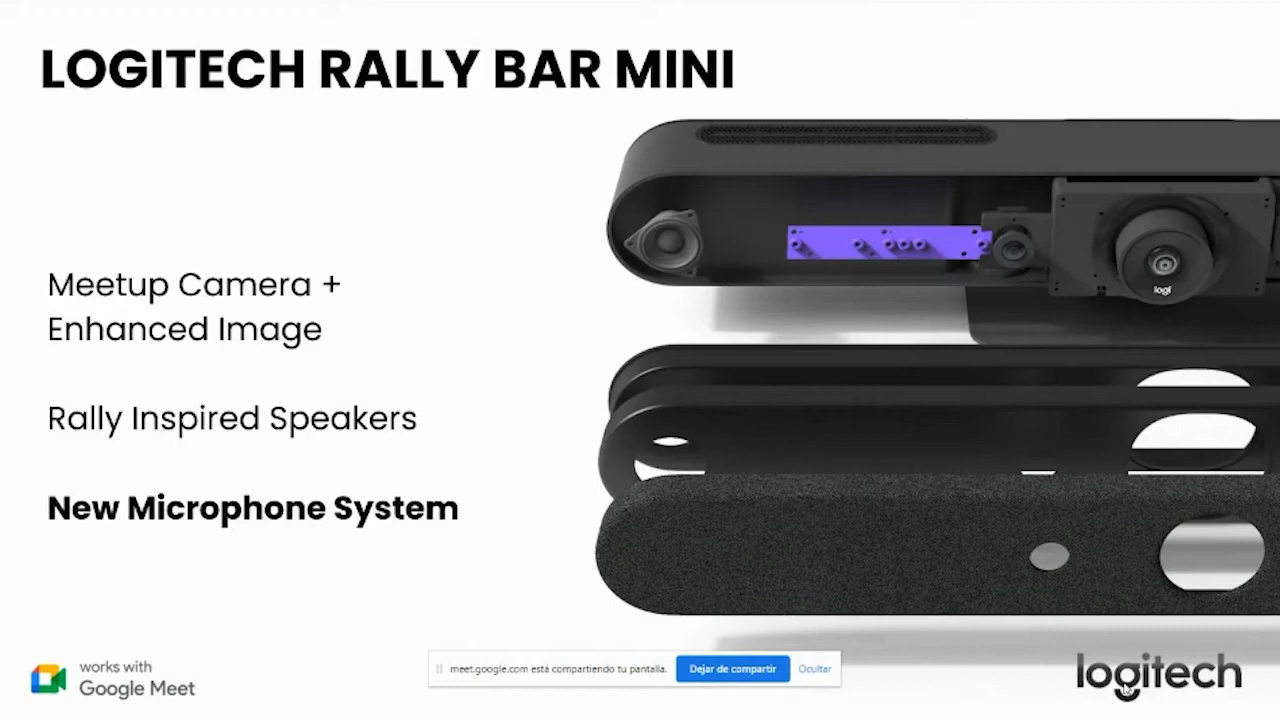 LOGITECH RALLY BAR MINI
Meetup Camera +
Enhanced Image
Rally Inspired Speakers
New Microphone System
logi
works with
Google Meet
meet.google.com está compartiendo tu pantalla.
Dejar de compartir
Ocultar
logitech